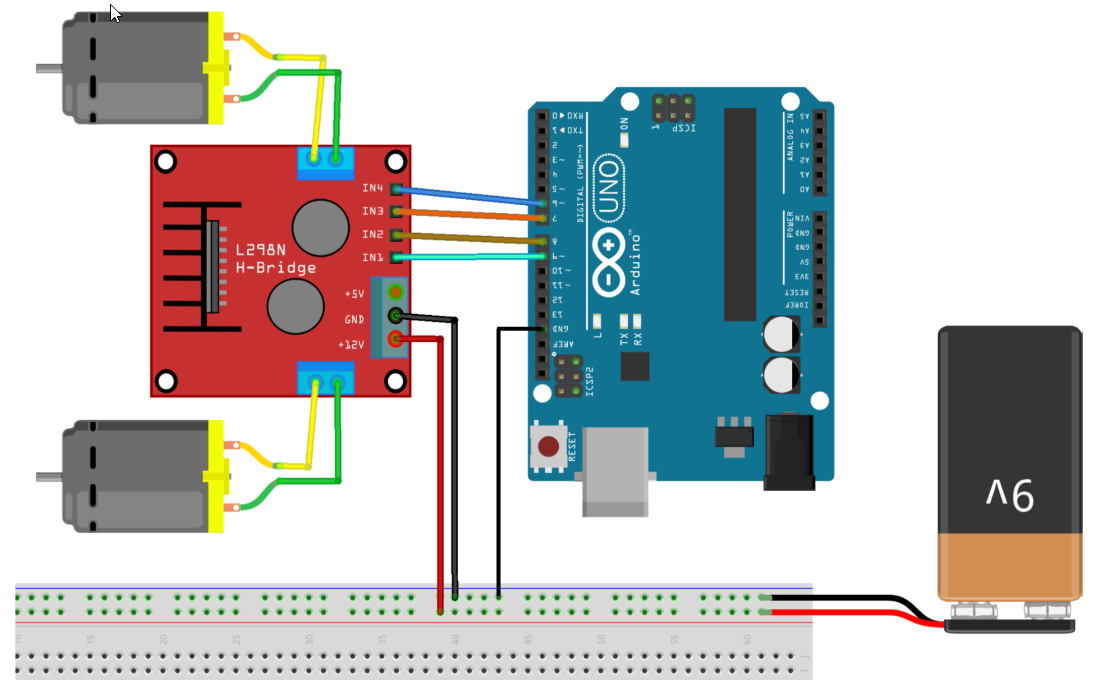 IN4
IN3
IN2
IN1
L298N
H-Bridge
+5V
GND
+12V
RX0 ◄ 0
TX0 ► 1
2
3 ~
4
5 ~
6 ~
7
8
9 ~
10 ~
11 ~
12
13
GND
AREF
DIGITAL (PWM=~)
ON
1
ICSP
UNO
Arduino™
L
TX
RX
ICSP2
RESET
ANALOG IN
A5
A4
A3
A2
A1
A0
POWER
VIN
GND
GND
5V
3V3
RESET
IOREF
9V
10
15
20
25
30
35
40
45
50
55
60